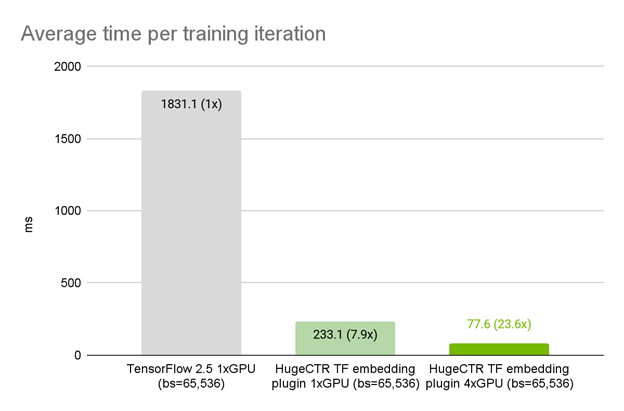 Average time per training iteration
2000
1500
1000
500
0
ms
1831.1 (1x)
233.1 (7.9x)
77.6 (23.6x)
TensorFlow 2.5 1xGPU
(bs=65,536)
HugeCTR TF embedding
plugin 1xGPU (bs=65,536)
HugeCTR TF embedding
plugin 4xGPU (bs=65,536)